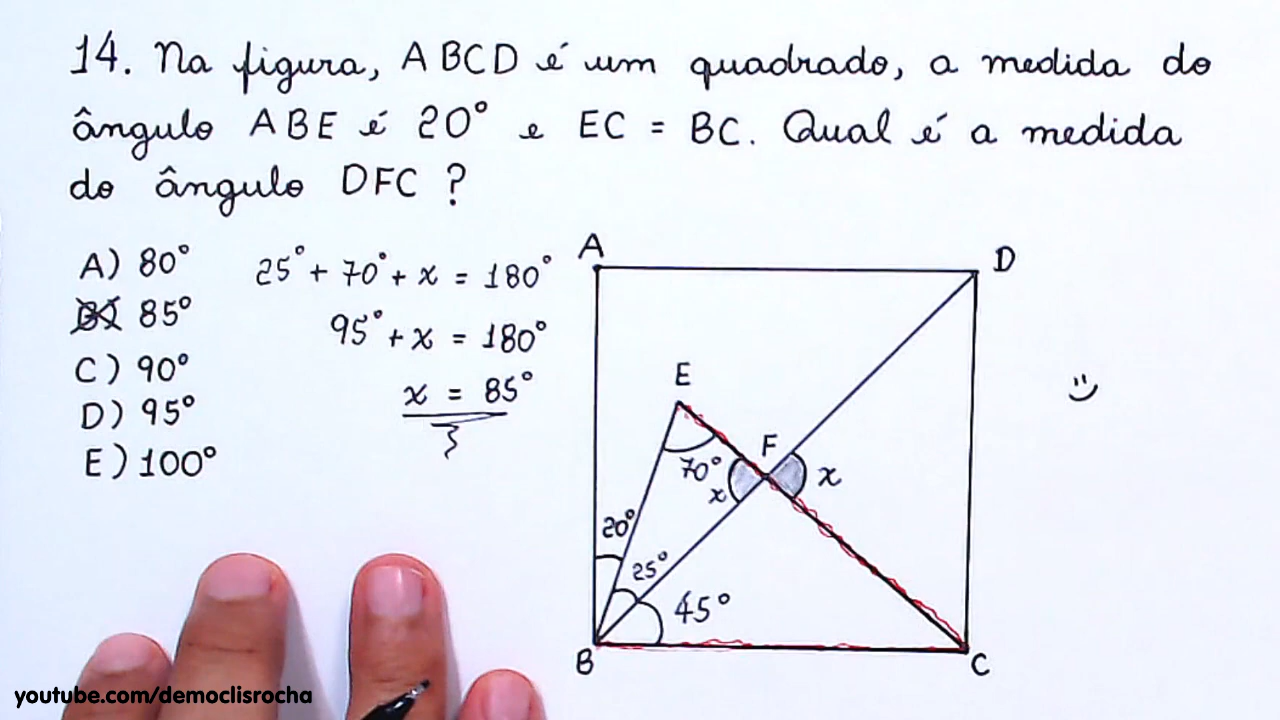 14. Na figura, ABCD é um quadrado, a medida do
ângulo ABE é 20° e EC = BC. Qual é a medida
do ângulo DFC ?
A) 80°
B) 85°
C) 90°
D) 95°
E) 100°
25° + 70° + x = 180°
95° + x = 180°
x = 85°
A
D
E
F
70°
x
x
20°
25°
45°
B
C
youtube.com/democlisrocha